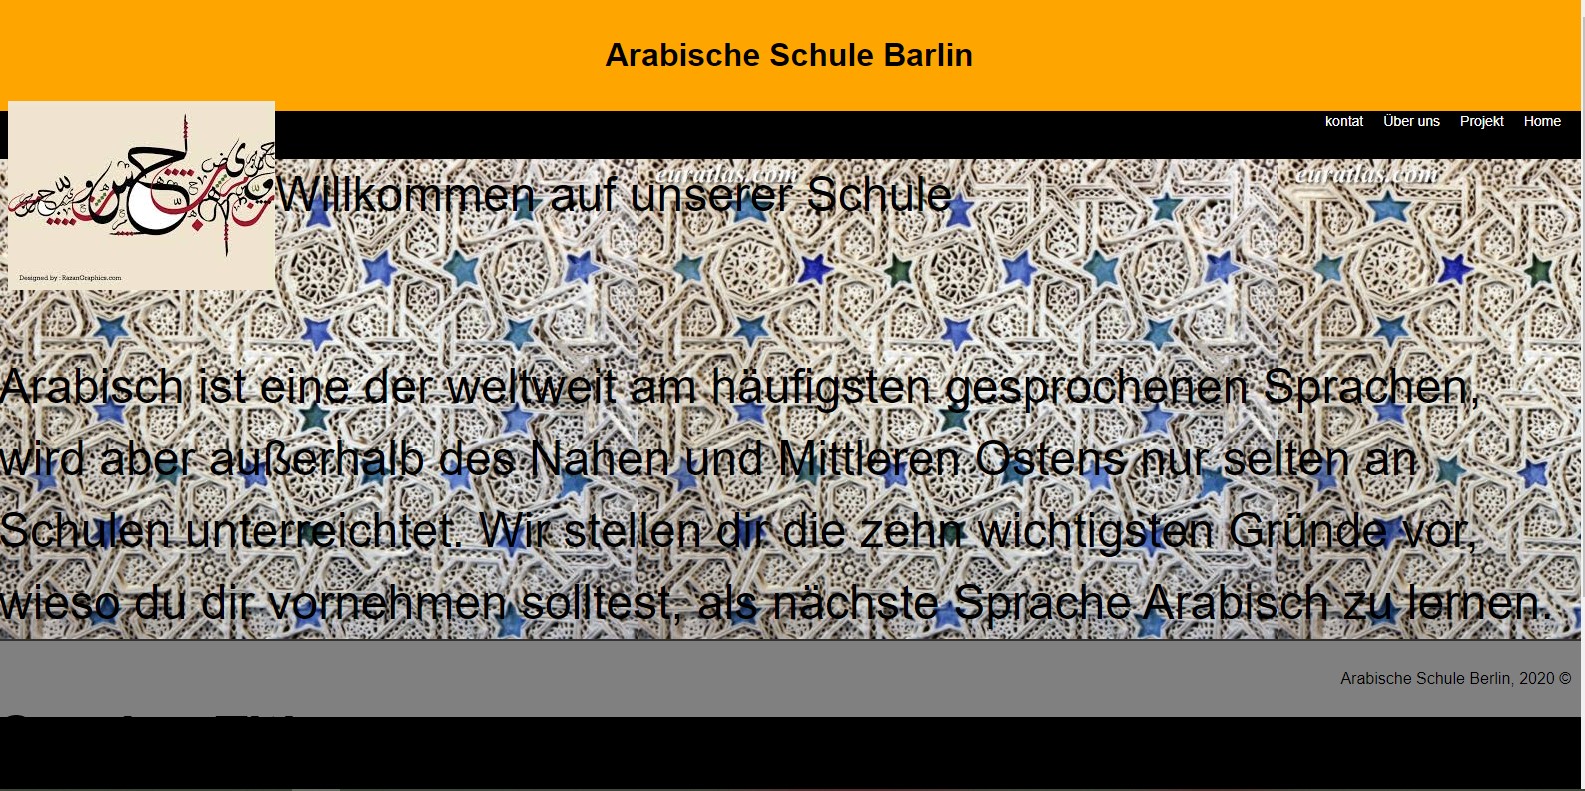 Arabische Schule Barlin
kontat Über uns Projekt Home
euratlas.com euratlas.com
Willkommen auf unserer Schule
Designed by : RazanGraphics.com
Arabisch ist eine der weltweit am häufigsten gesprochenen Sprachen,
wird aber außerhalb des Nahen und Mittleren Ostens nur selten an
Schulen unterreichtet. Wir stellen dir die zehn wichtigsten Gründe vor,
wieso du dir vornehmen solltest, als nächste Sprache Arabisch zu lernen.
Arabische Schule Berlin, 2020 ©